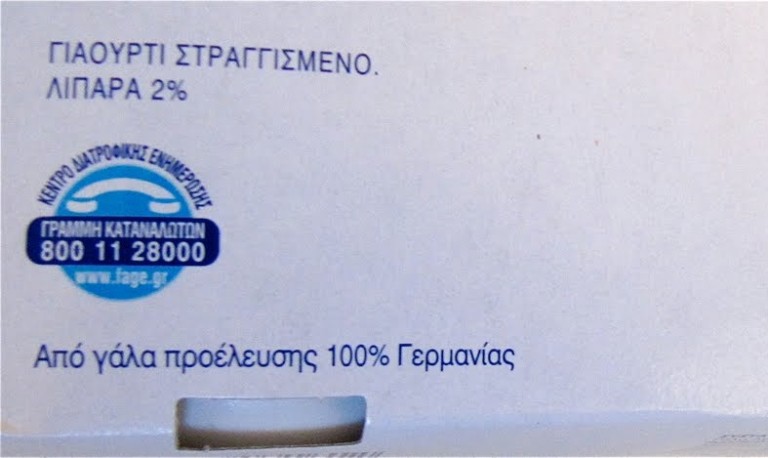 ΓΙΑΟΥΡΤΙ ΣΤΡΑΓΓΙΣΜΕΝΟ.
ΛΙΠΑΡΑ 2%
ΚΕΝΤΡΟ ΔΙΑΤΡΟΦΙΚΗΣ ΕΝΗΜΕΡΩΣΗΣ
ΓΡΑΜΜΗ ΚΑΤΑΝΑΛΩΤΩΝ
800 11 28000
www.fage.gr
Από γάλα προέλευσης 100% Γερμανίας